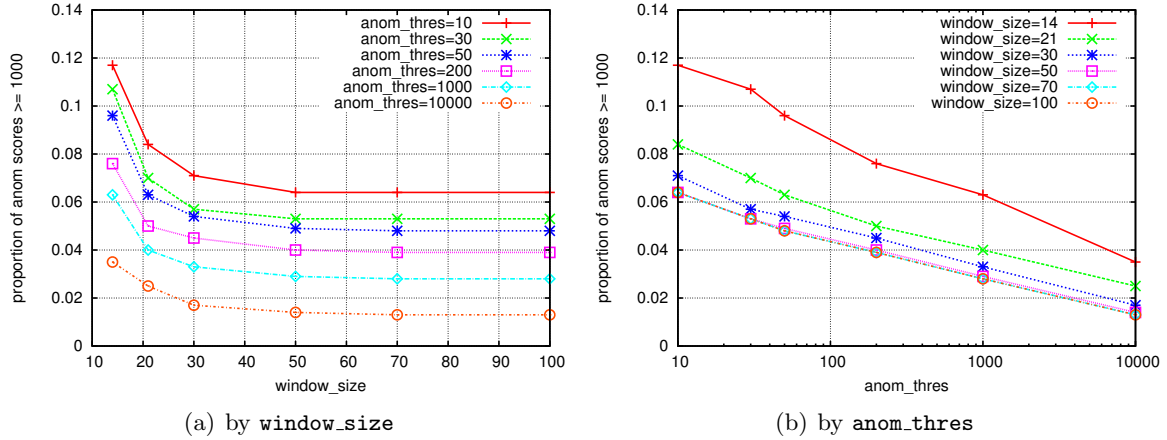 proportion of anom scores >= 1000
0.14
0.12
0.1
0.08
0.06
0.04
0.02
0
anom_thres=10
anom_thres=30
anom_thres=50
anom_thres=200
anom_thres=1000
anom_thres=10000
10 20 30 40 50 60 70 80 90 100
window_size
(a) by window_size
proportion of anom scores >= 1000
0.14
0.12
0.1
0.08
0.06
0.04
0.02
0
window_size=14
window_size=21
window_size=30
window_size=50
window_size=70
window_size=100
10 100 1000 10000
anom_thres
(b) by anom_thres